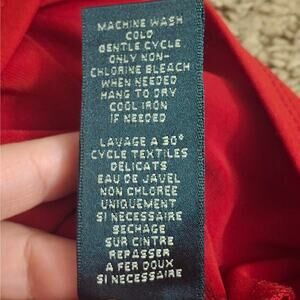 MACHINE WASH
COLD
GENTLE CYCLE
ONLY NON-
CHLORINE BLEACH
WHEN NEEDED
HANG TO DRY
COOL IRON
IF NEEDED
LAVAGE A 30°
CYCLE TEXTILES
DELICATS
EAU DE JAVEL
NON CHLOREE
UNIQUEMENT
SI NECESSAIRE
SECHAGE
SUR CINTRE
REPASSER
A FER DOUX
SI NECESSAIRE